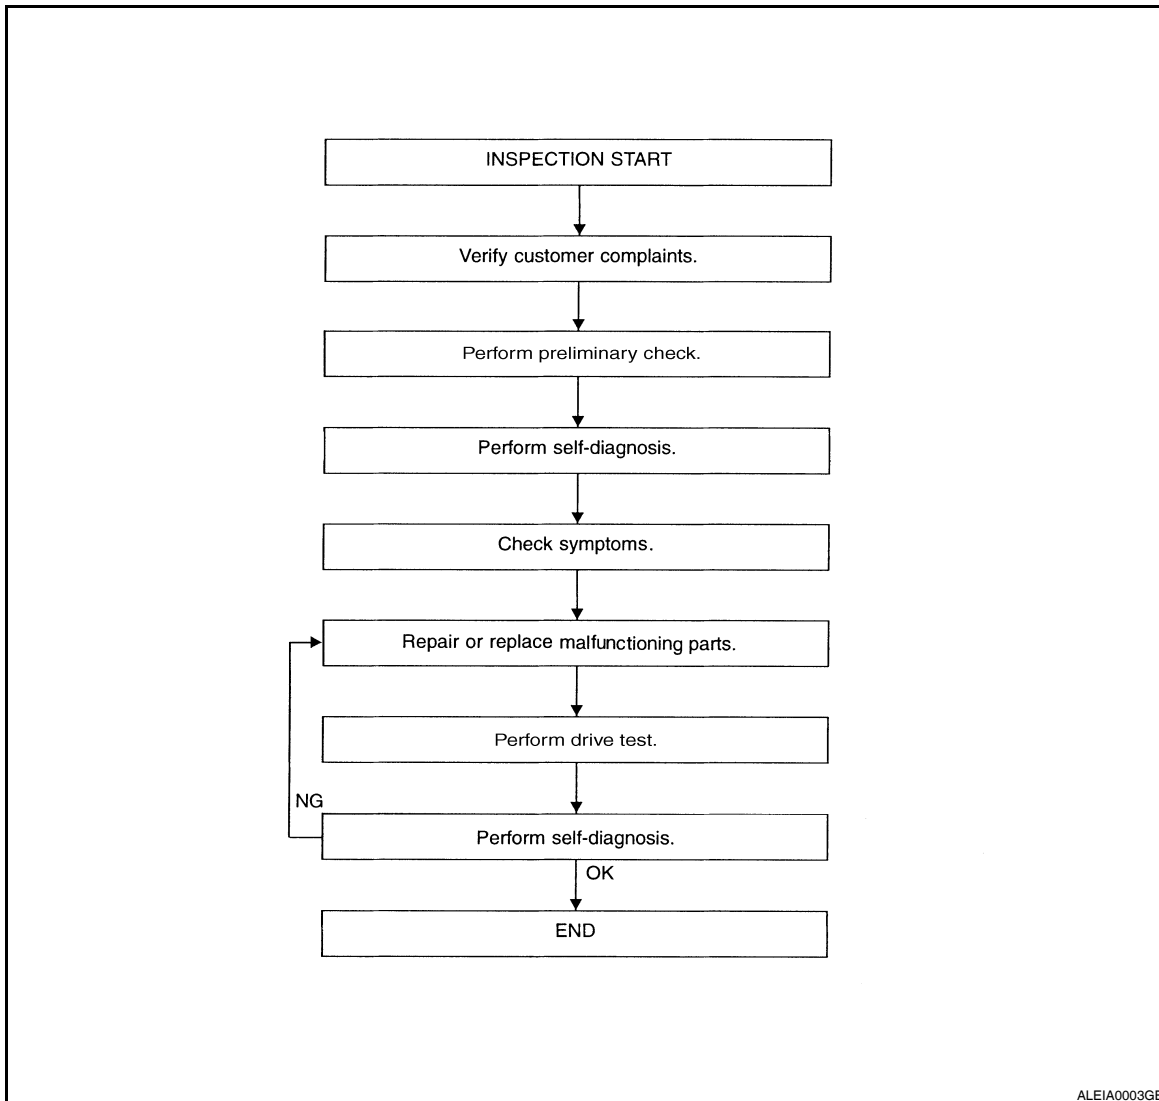 INSPECTION START
Verify customer complaints.
Perform preliminary check.
Perform self-diagnosis.
Check symptoms.
Repair or replace malfunctioning parts.
Perform drive test.
NG
Perform self-diagnosis.
OK
END